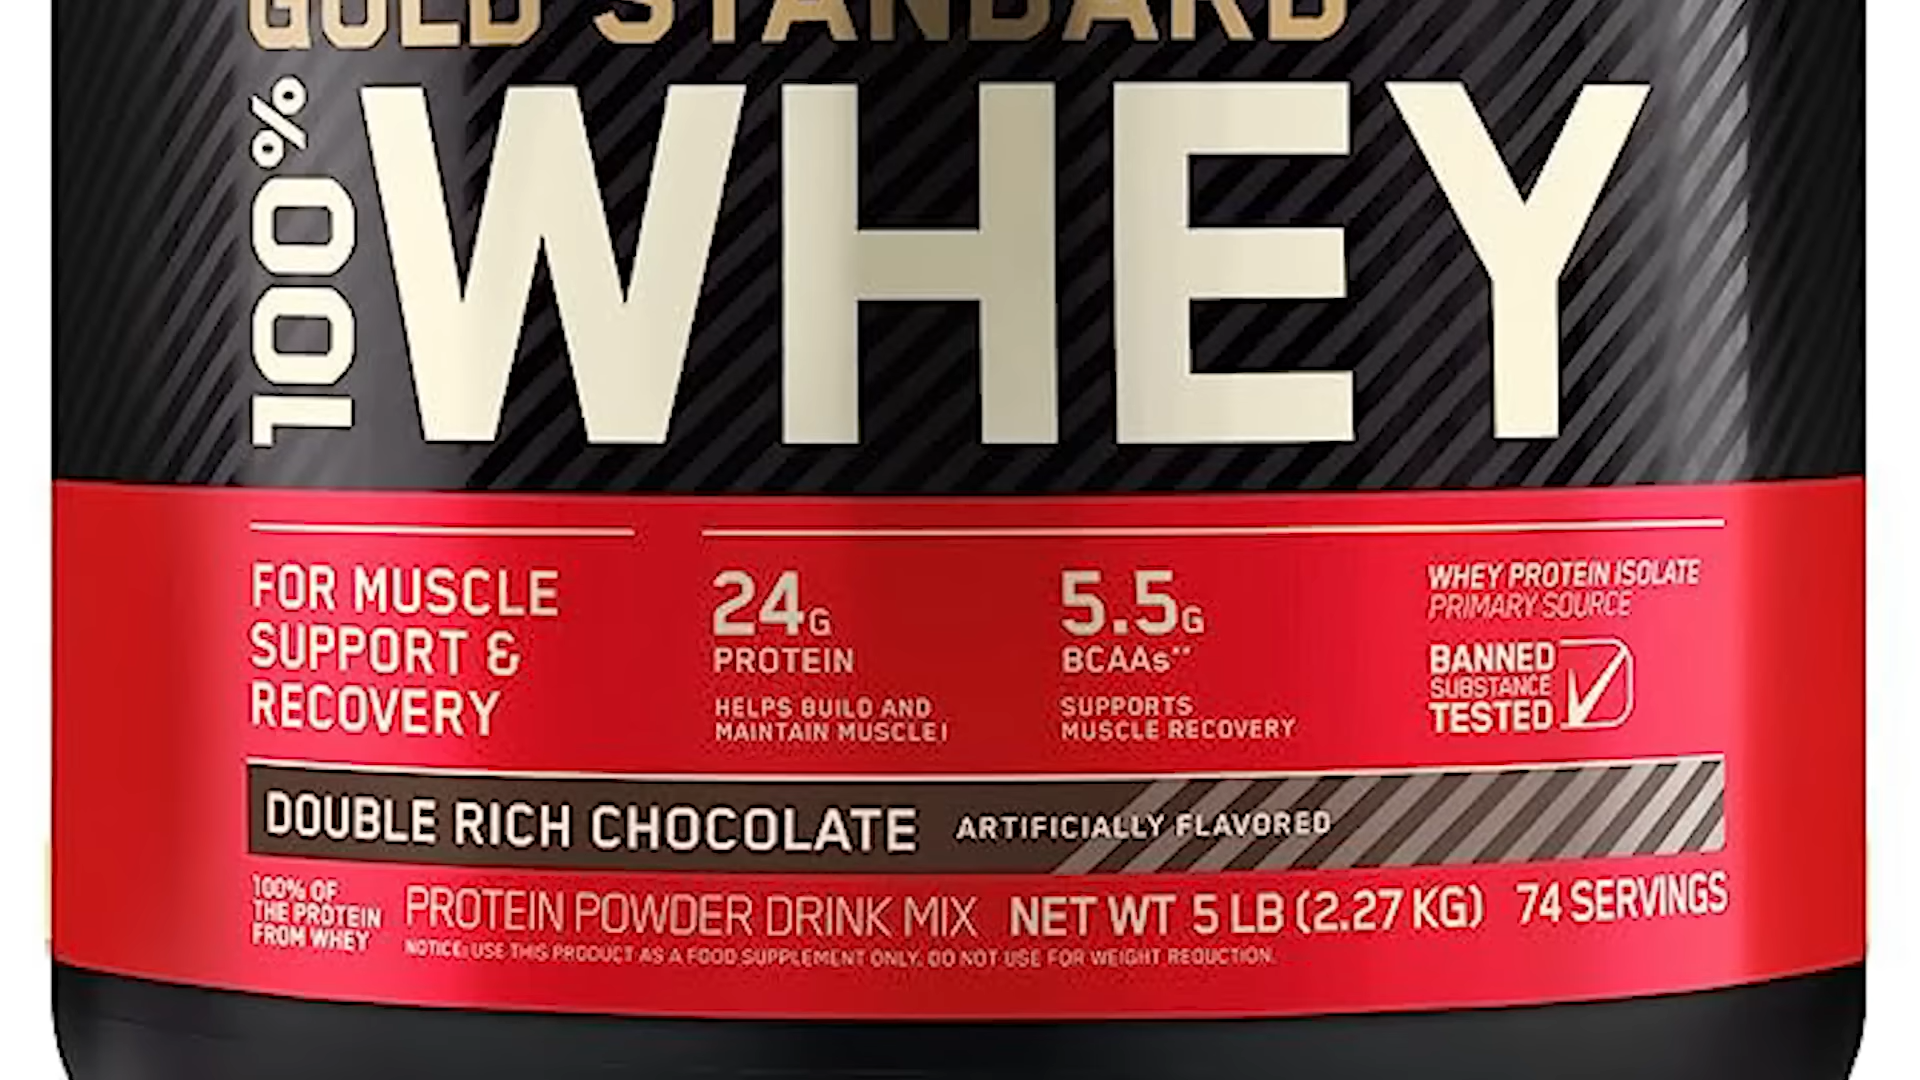 GOLD STANDARD
100% WHEY
FOR MUSCLE
SUPPORT &
RECOVERY
24G
PROTEIN
HELPS BUILD AND
MAINTAIN MUSCLE
5.5G
BCAAs**
SUPPORTS
MUSCLE RECOVERY
WHEY PROTEIN ISOLATE
PRIMARY SOURCE
BANNED
SUBSTANCE
TESTED
DOUBLE RICH CHOCOLATE ARTIFICIALLY FLAVORED
100% OF
THE PROTEIN
FROM WHEY
PROTEIN POWDER DRINK MIX NET WT 5 LB (2.27 KG) 74 SERVINGS
NOTICE: USE THIS PRODUCT AS A FOOD SUPPLEMENT ONLY. DO NOT USE FOR WEIGHT REDUCTION.